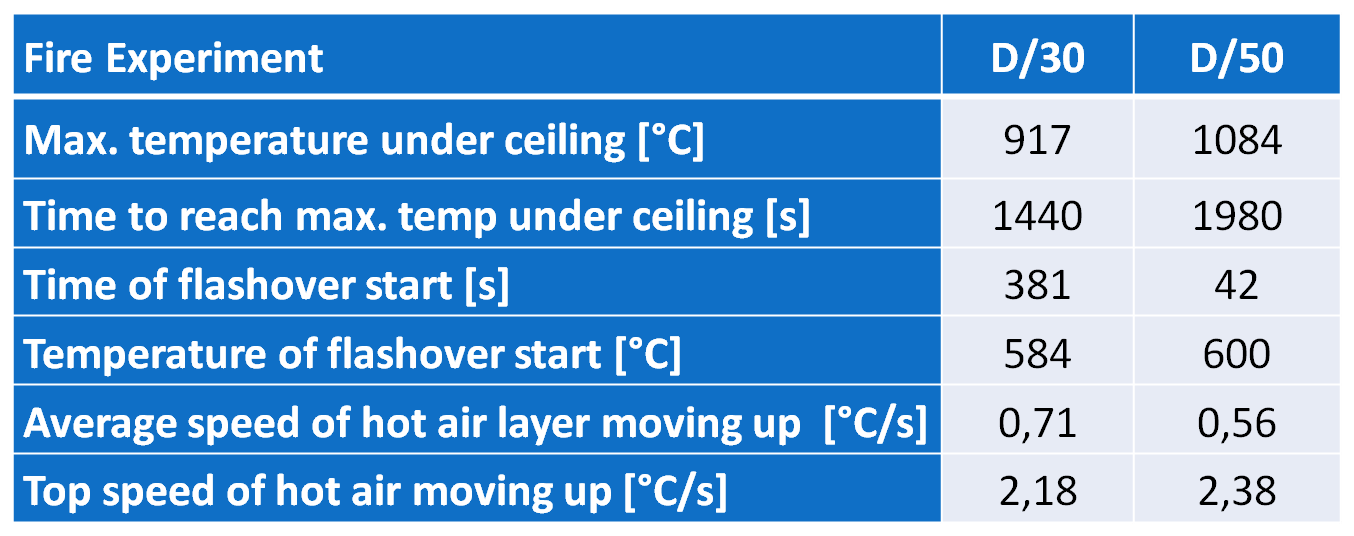 Fire Experiment D/30 D/50
Max. temperature under ceiling [°C] 917 1084
Time to reach max. temp under ceiling [s] 1440 1980
Time of flashover start [s] 381 42
Temperature of flashover start [°C] 584 600
Average speed of hot air layer moving up  [°C/s] 0,71 0,56
Top speed of hot air moving up [°C/s] 2,18 2,38